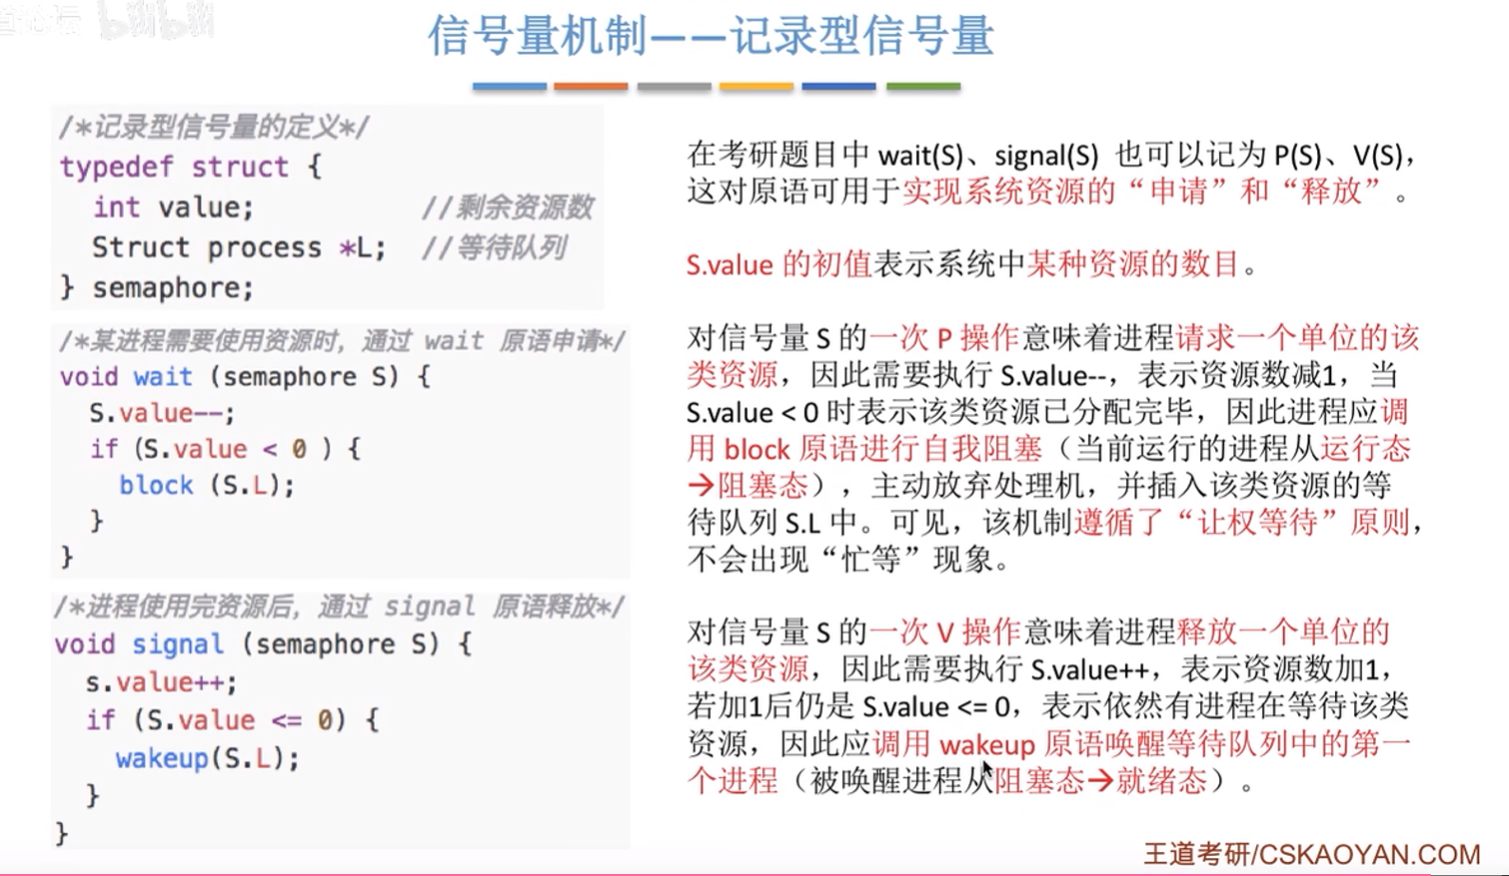 信号量机制——记录型信号量
/*记录型信号量的定义*/
typedef struct {
int value; //剩余资源数
Struct process *L; //等待队列
} semaphore;
/*某进程需要使用资源时，通过 wait 原语申请*/
void wait (semaphore S) {
S.value--;
if (S.value < 0 ) {
block (S.L);
}
}
/*进程使用完资源后，通过 signal 原语释放*/
void signal (semaphore S) {
s.value++;
if (S.value <= 0) {
wakeup(S.L);
}
}
在考研题目中 wait(S)、signal(S) 也可以记为 P(S)、V(S)，
这对原语可用于实现系统资源的“申请”和“释放”。
S.value 的初值表示系统中某种资源的数目。
对信号量 S 的一次 P 操作意味着进程请求一个单位的该
类资源，因此需要执行 S.value--，表示资源数减1，当
S.value < 0 时表示该类资源已分配完毕，因此进程应调
用 block 原语进行自我阻塞（当前运行的进程从运行态
→阻塞态），主动放弃处理机，并插入该类资源的等
待队列 S.L 中。可见，该机制遵循了“让权等待”原则，
不会出现“忙等”现象。
对信号量 S 的一次 V 操作意味着进程释放一个单位的
该类资源，因此需要执行 S.value++，表示资源数加1，
若加1后仍是 S.value <= 0，表示依然有进程在等待该类
资源，因此应调用 wakeup 原语唤醒等待队列中的第一
个进程（被唤醒进程从阻塞态→就绪态）。
王道考研/CSKAOYAN.COM